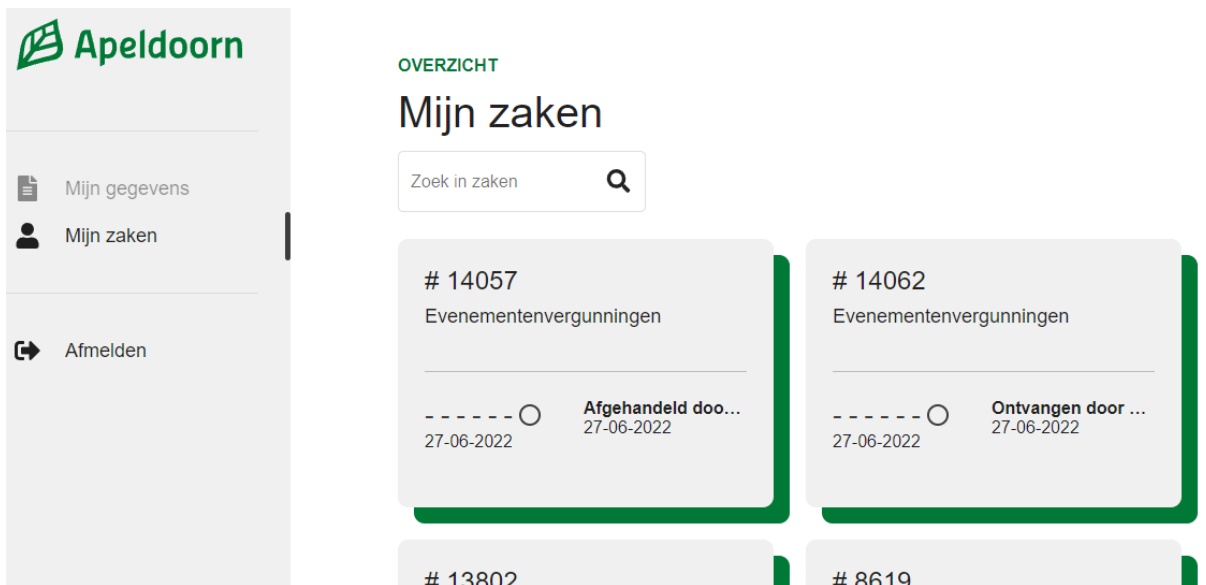 Apeldoorn
Mijn gegevens
Mijn zaken
Afmelden
OVERZICHT
Mijn zaken
Zoek in zaken
# 14057
Evenementenvergunningen
27-06-2022
Afgehandeld doo...
27-06-2022
# 14062
Evenementenvergunningen
27-06-2022
Ontvangen door ...
27-06-2022
# 13802
# 8619